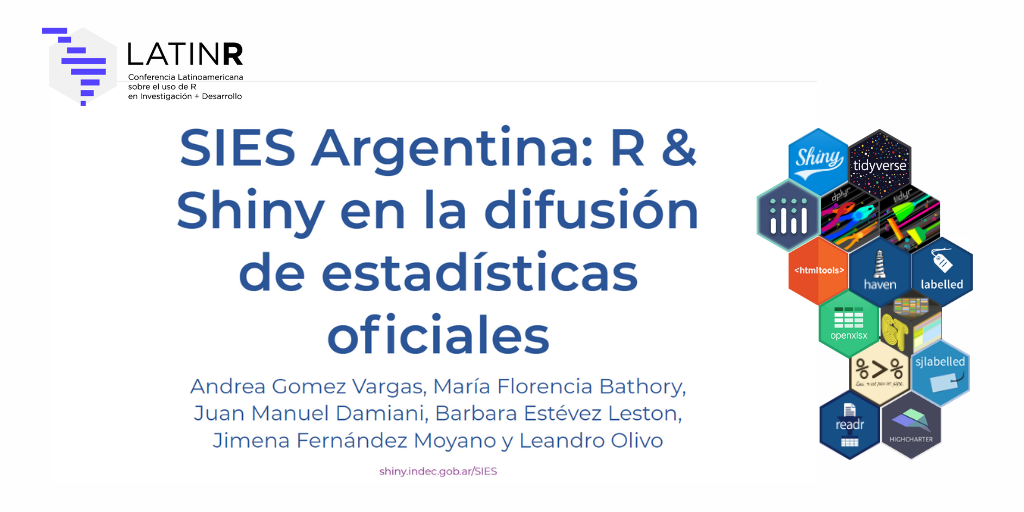 LATINR
Conferencia Latinoamericana
sobre el uso de R
en Investigación + Desarrollo
SIES Argentina: R &
Shiny en la difusión
de estadísticas
oficiales
Andrea Gomez Vargas, María Florencia Bathory,
Juan Manuel Damiani, Barbara Estévez Leston,
Jimena Fernández Moyano y Leandro Olivo
shiny.indec.gob.ar/SIES
Shiny
tidyverse
dplyr
tidyr
<htmltools>
haven
labelled
openxlsx
GT
%>%
sjlabelled
readr
HIGHCHARTER